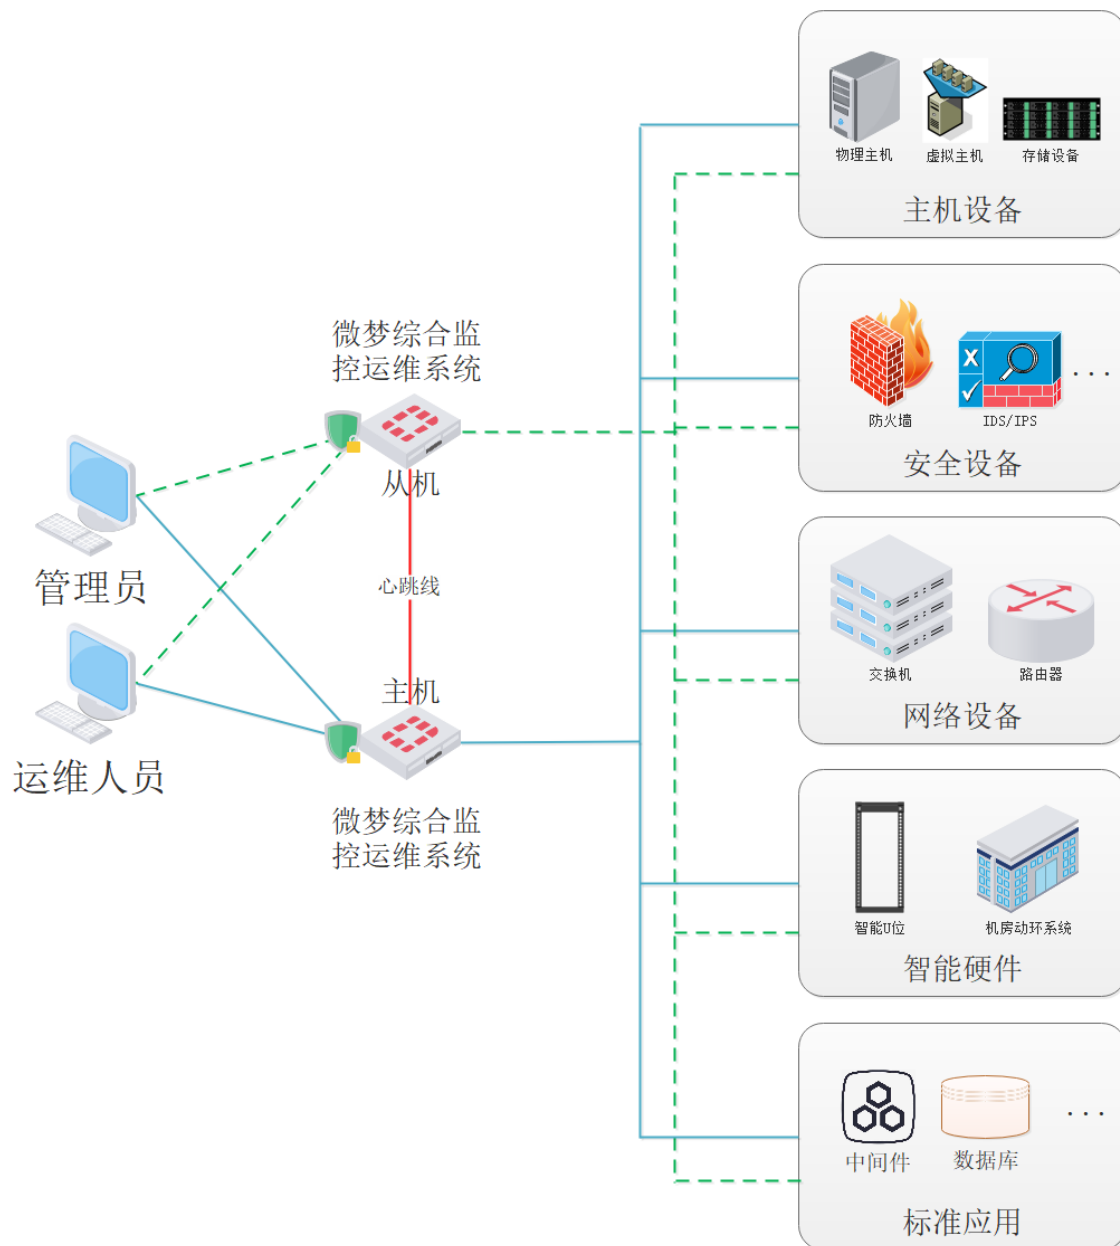 物理主机
虚拟主机
存储设备
主机设备
微梦综合监
控运维系统
防火墙
IDS/IPS
...
安全设备
从机
管理员
心跳线
交换机
路由器
网络设备
主机
运维人员
微梦综合监
控运维系统
智能U位
机房动环系统
智能硬件
中间件
数据库
...
标准应用